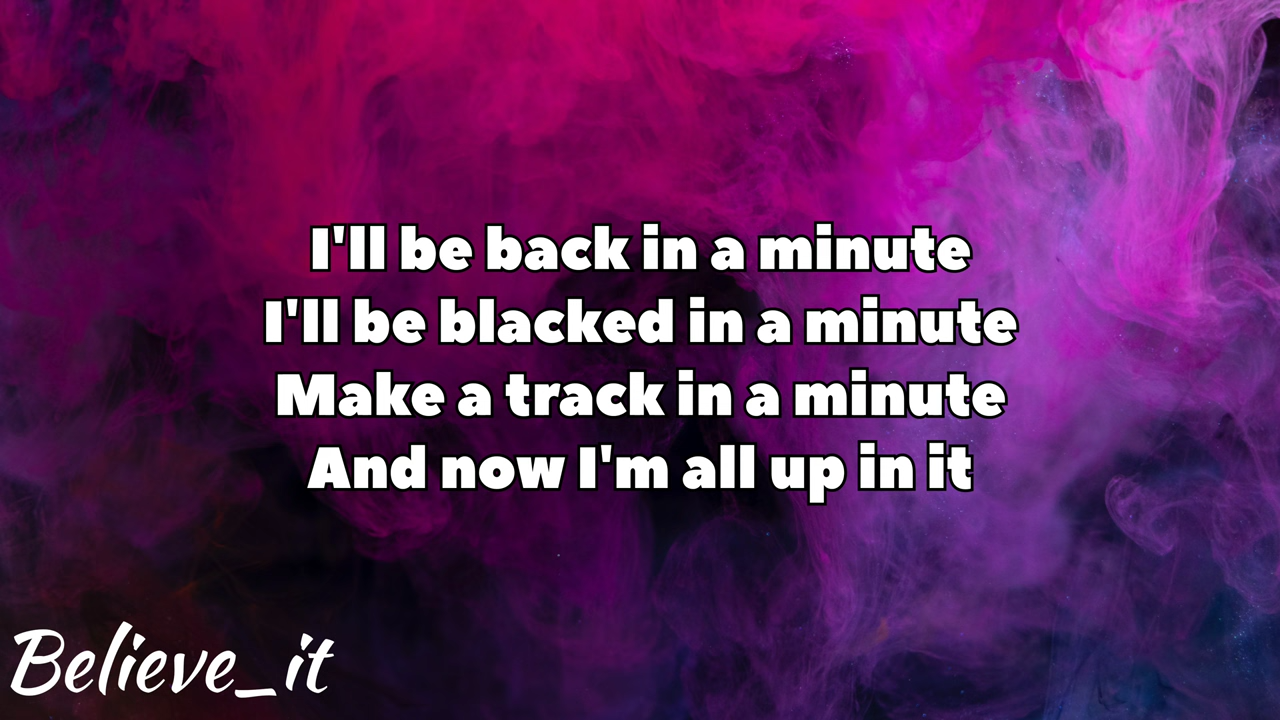 I'll be back in a minute
I'll be blacked in a minute
Make a track in a minute
And now I'm all up in it
Believe_it